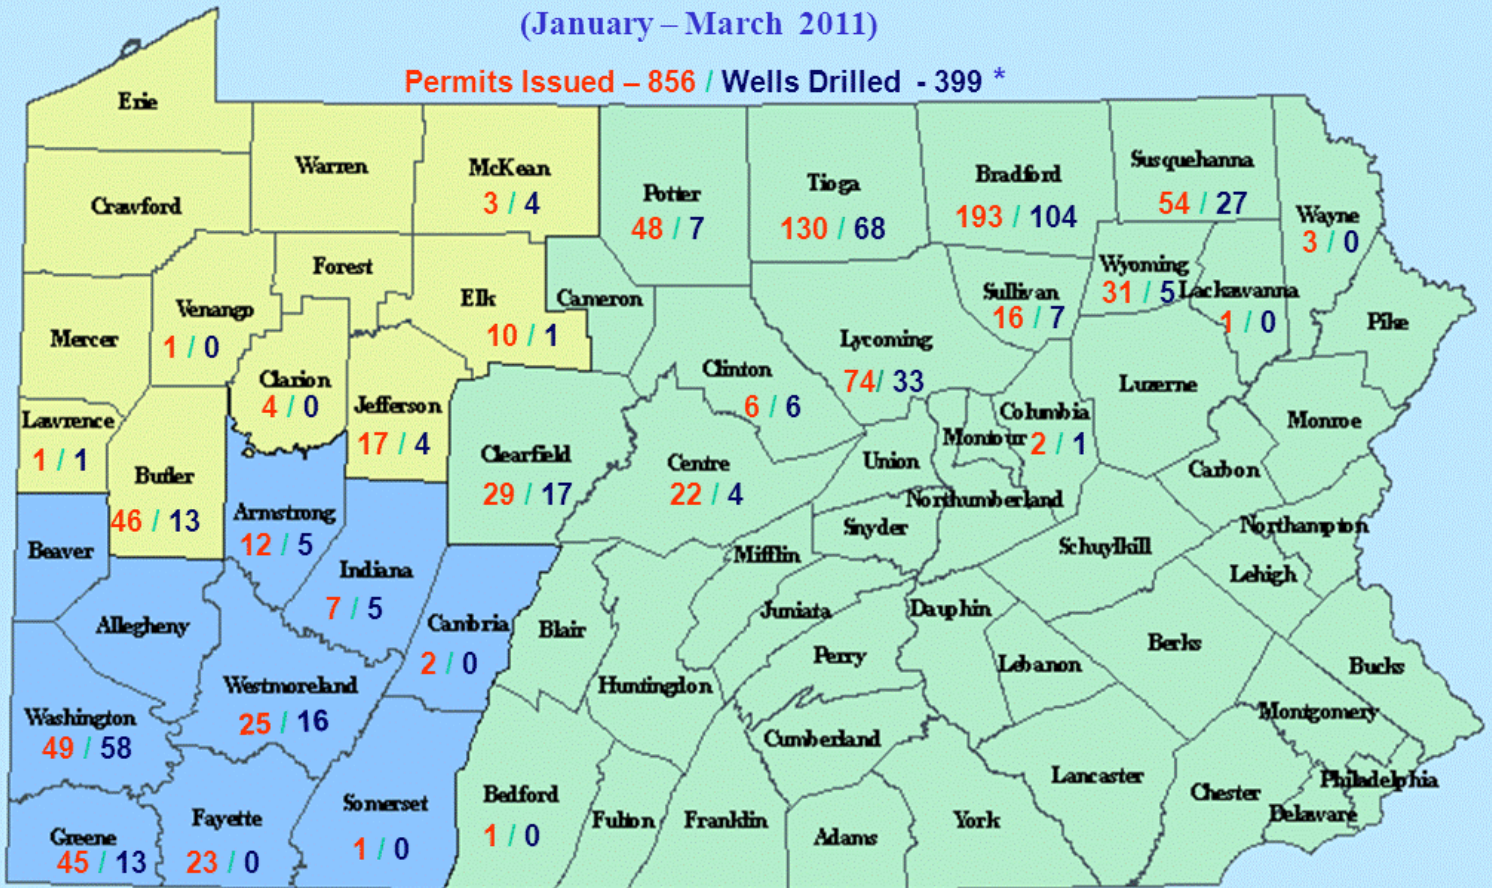 (January – March 2011)
Permits Issued – 856 / Wells Drilled - 399 *
Erie
Warren
McKean
3 / 4
Potter
48 / 7
Tioga
130 / 68
Bradford
193 / 104
Susquehanna
54 / 27
Wayne
3 / 0
Crawford
Forest
Elk
10 / 1
Cameron
Sullivan
16 / 7
Wyoming
31 / 5
Lackawanna
1 / 0
Pike
Mercer
Venango
1 / 0
Clarion
4 / 0
Jefferson
17 / 4
Clinton
6 / 6
Lycoming
74/ 33
Luzerne
Monroe
Lawrence
1 / 1
Butler
46 / 13
Clearfield
29 / 17
Centre
22 / 4
Union
Montour
Columbia
2 / 1
Carbon
Northumberland
Snyder
Northampton
Beaver
Armstrong
12 / 5
Indiana
7 / 5
Mifflin
Schuylkill
Lehigh
Allegheny
Cambria
2 / 0
Blair
Juniata
Dauphin
Perry
Lebanon
Berks
Bucks
Westmoreland
25 / 16
Huntingdon
Washington
49 / 58
Cumberland
Montgomery
Lancaster
Philadelphia
Chester
Delaware
Greene
45 / 13
Fayette
23 / 0
Somerset
1 / 0
Bedford
1 / 0
Fulton
Franklin
Adams
York